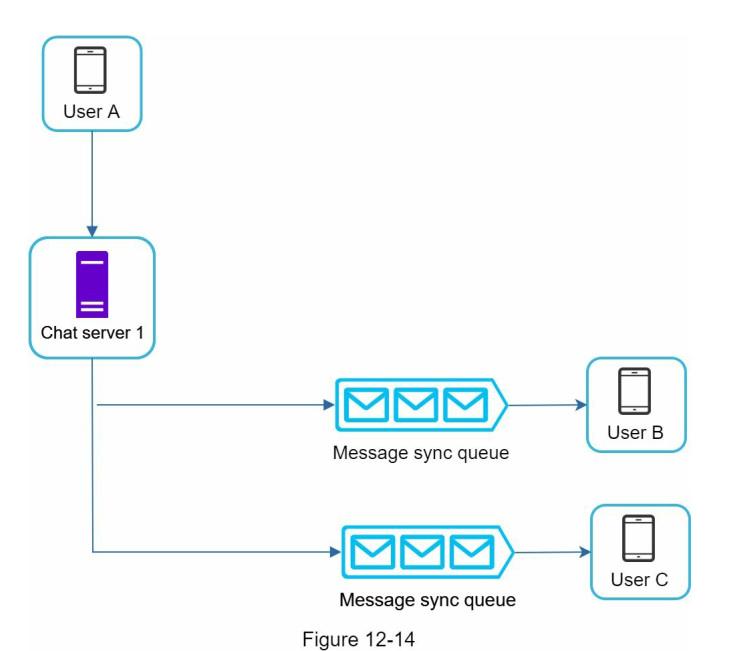 User A
Chat server 1
Message sync queue
User B
Message sync queue
User C
Figure 12-14